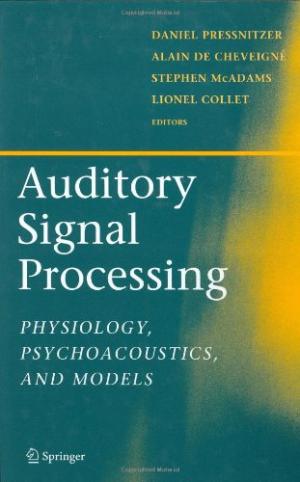 DANIEL PRESSNITZER
ALAIN DE CHEVEIGNÉ
STEPHEN McADAMS
LIONEL COLLET
EDITORS
Auditory
Signal
Processing
PHYSIOLOGY,
PSYCHOACOUSTICS,
AND MODELS
Springer